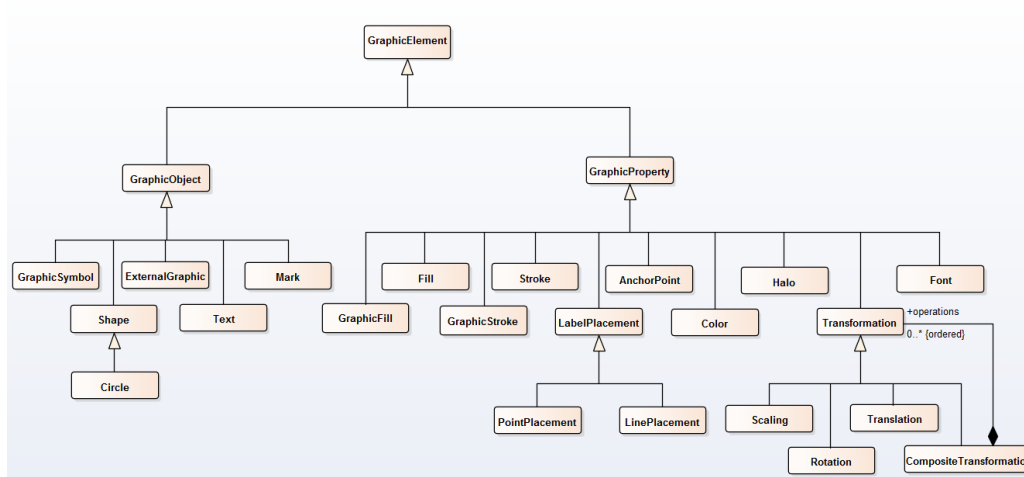 GraphicElement
GraphicObject
GraphicProperty
GraphicSymbol
ExternalGraphic
Mark
Fill
Stroke
AnchorPoint
Halo
Font
Shape
Text
GraphicFill
GraphicStroke
LabelPlacement
Color
Transformation
+operations
0..* {ordered}
Circle
PointPlacement
LinePlacement
Scaling
Translation
Rotation
CompositeTransformatio